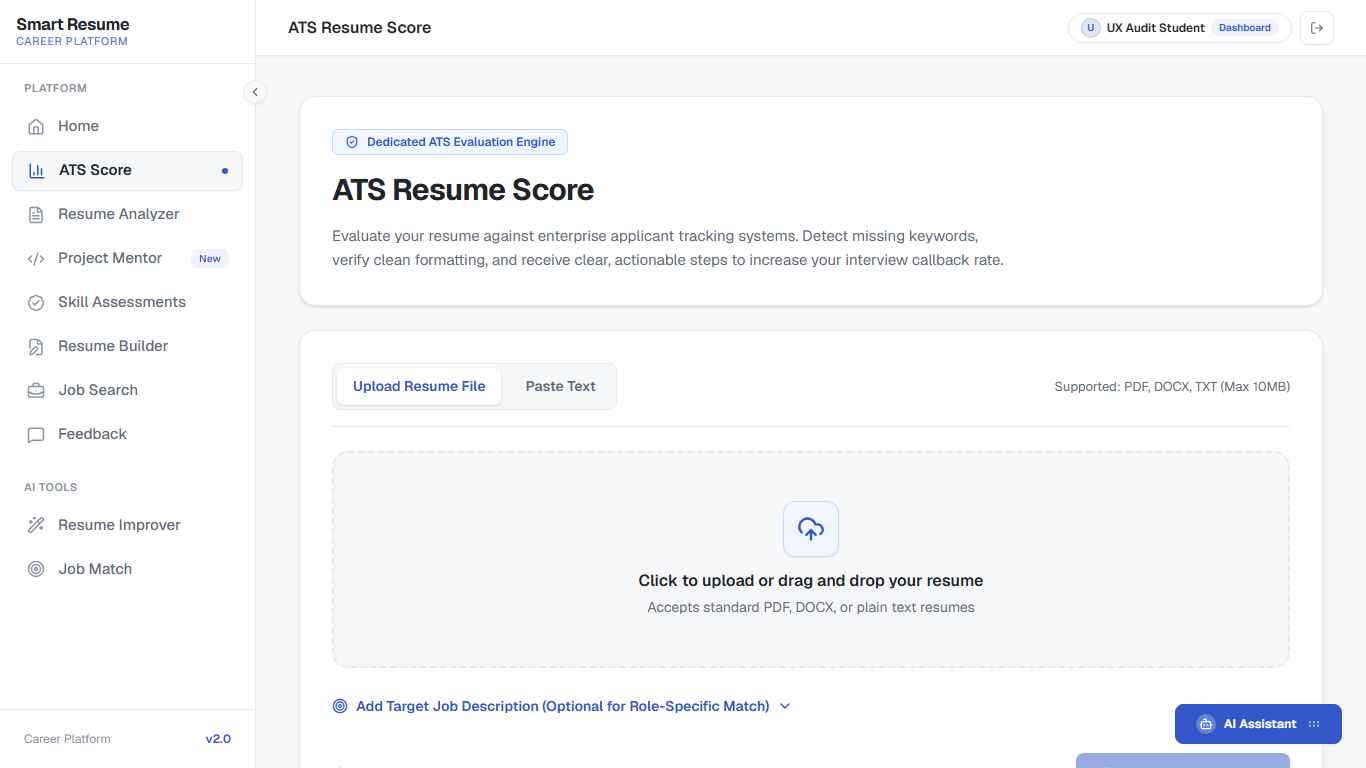 Smart Resume
CAREER PLATFORM
PLATFORM
Home
ATS Score
Resume Analyzer
Project Mentor New
Skill Assessments
Resume Builder
Job Search
Feedback
AI TOOLS
Resume Improver
Job Match
Career Platform v2.0
ATS Resume Score
U UX Audit Student Dashboard
Dedicated ATS Evaluation Engine
ATS Resume Score
Evaluate your resume against enterprise applicant tracking systems. Detect missing keywords,
verify clean formatting, and receive clear, actionable steps to increase your interview callback rate.
Upload Resume File Paste Text Supported: PDF, DOCX, TXT (Max 10MB)
Click to upload or drag and drop your resume
Accepts standard PDF, DOCX, or plain text resumes
Add Target Job Description (Optional for Role-Specific Match)
AI Assistant